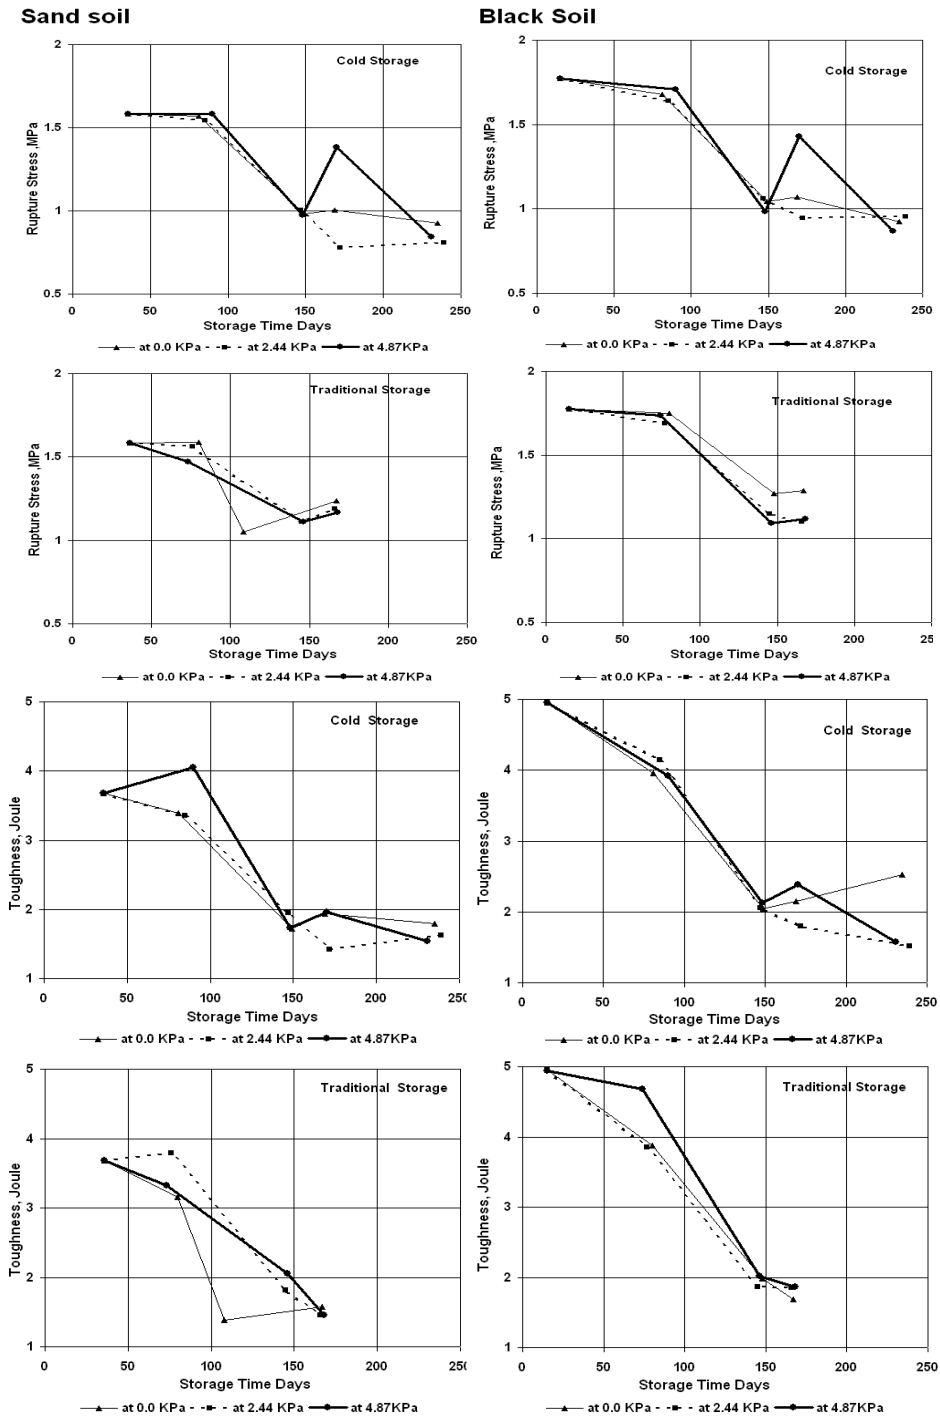 Sand soil
Black Soil
2
1.5
1
0.5
Rupture Stress ,MPa
Cold Storage
0 50 100 150 200 250
Storage Time Days
at 0.0 KPa at 2.44 KPa at 4.87KPa
2
1.5
1
0.5
Rupture Stress ,MPa
Cold Storage
0 50 100 150 200 250
Storage Time Days
at 0.0 KPa at 2.44 KPa at 4.87KPa
2
1.5
1
0.5
Rupture Stress ,MPa
Traditional Storage
0 50 100 150 200 250
Storage Time Days
at 0.0 KPa at 2.44 KPa at 4.87KPa
2
1.5
1
0.5
Rupture Stress ,MPa
Traditional Storage
0 50 100 150 200 250
Storage Time Days
at 0.0 KPa at 2.44 KPa at 4.87KPa
5
4
3
2
1
Toughness, Joule
Cold Storage
0 50 100 150 200 250
Storage Time Days
at 0.0 KPa at 2.44 KPa at 4.87KPa
5
4
3
2
1
Toughness, Joule
Cold Storage
0 50 100 150 200 250
Storage Time Days
at 0.0 KPa at 2.44 KPa at 4.87KPa
5
4
3
2
1
Toughness, Joule
Traditional Storage
0 50 100 150 200 250
Storage Time Days
at 0.0 KPa at 2.44 KPa at 4.87KPa
5
4
3
2
1
Toughness, Joule
Traditional Storage
0 50 100 150 200 250
Storage Time Days
at 0.0 KPa at 2.44 KPa at 4.87KPa